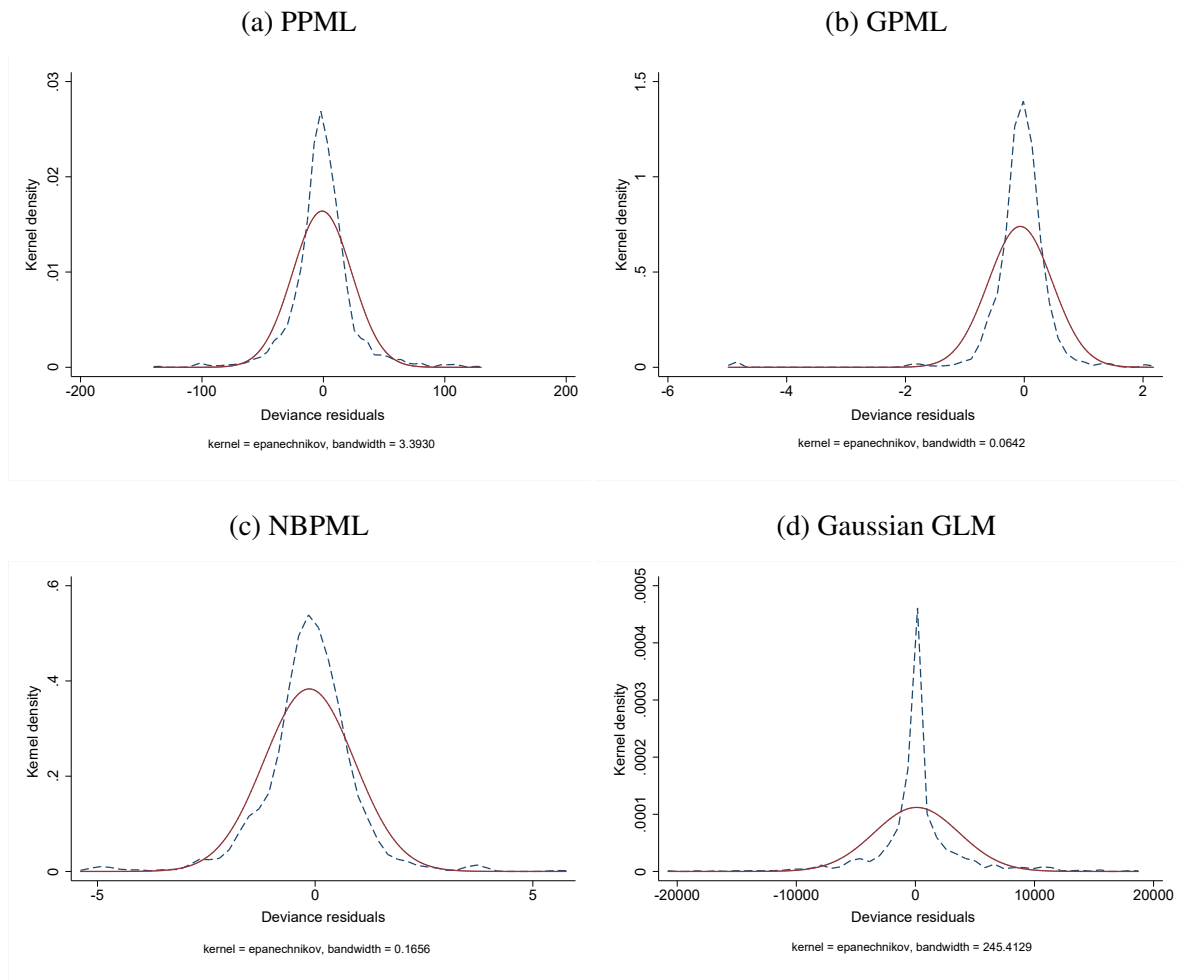 (a) PPML
Kernel density
0
.01
.02
.03
-200
-100
0
100
200
Deviance residuals
kernel = epanechnikov, bandwidth = 3.3930
(b) GPML
Kernel density
0
.5
1
1.5
-6
-4
-2
0
2
Deviance residuals
kernel = epanechnikov, bandwidth = 0.0642
(c) NBPML
Kernel density
0
.2
.4
.6
-5
0
5
Deviance residuals
kernel = epanechnikov, bandwidth = 0.1656
(d) Gaussian GLM
Kernel density
0
.0001
.0002
.0003
.0004
.0005
-20000
-10000
0
10000
20000
Deviance residuals
kernel = epanechnikov, bandwidth = 245.4129